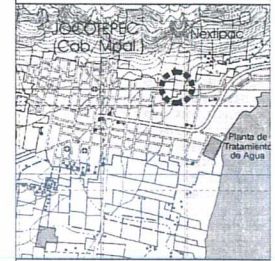 JOCOTEPEC
(Cab. Mpal.)
Nextipac
Planta de
Tratamiento
de Agua